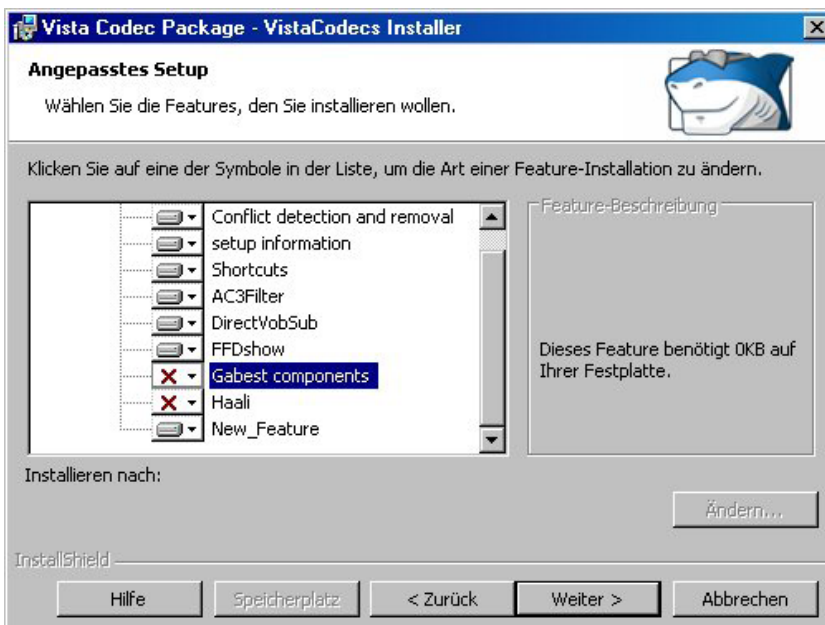 Vista Codec Package - VistaCodecs Installer
Angepasstes Setup
Wählen Sie die Features, den Sie installieren wollen.
Klicken Sie auf eine der Symbole in der Liste, um die Art einer Feature-Installation zu ändern.
Conflict detection and removal
setup information
Shortcuts
AC3Filter
DirectVobSub
FFDshow
Gabest components
Haali
New_Feature
Feature-Beschreibung
Dieses Feature benötigt 0KB auf
Ihrer Festplatte.
Installieren nach:
Ändern...
InstallShield
Hilfe
Speicherplatz
< Zurück
Weiter >
Abbrechen